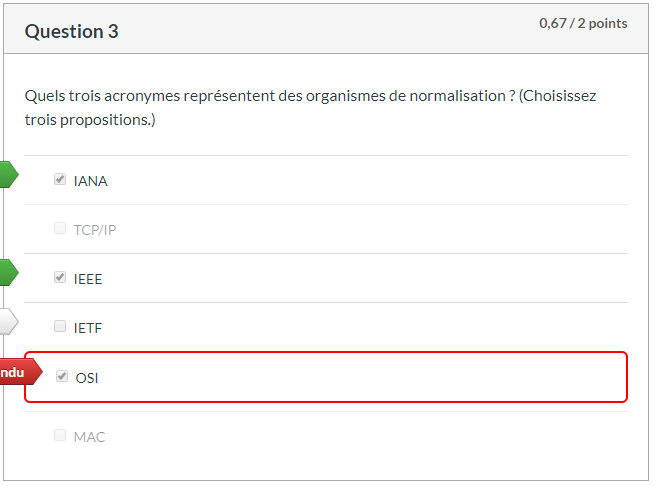 Question 3
0,67 / 2 points
Quels trois acronymes représentent des organismes de normalisation ? (Choisissez
trois propositions.)
IANA
TCP/IP
IEEE
IETF
ndu
OSI
MAC